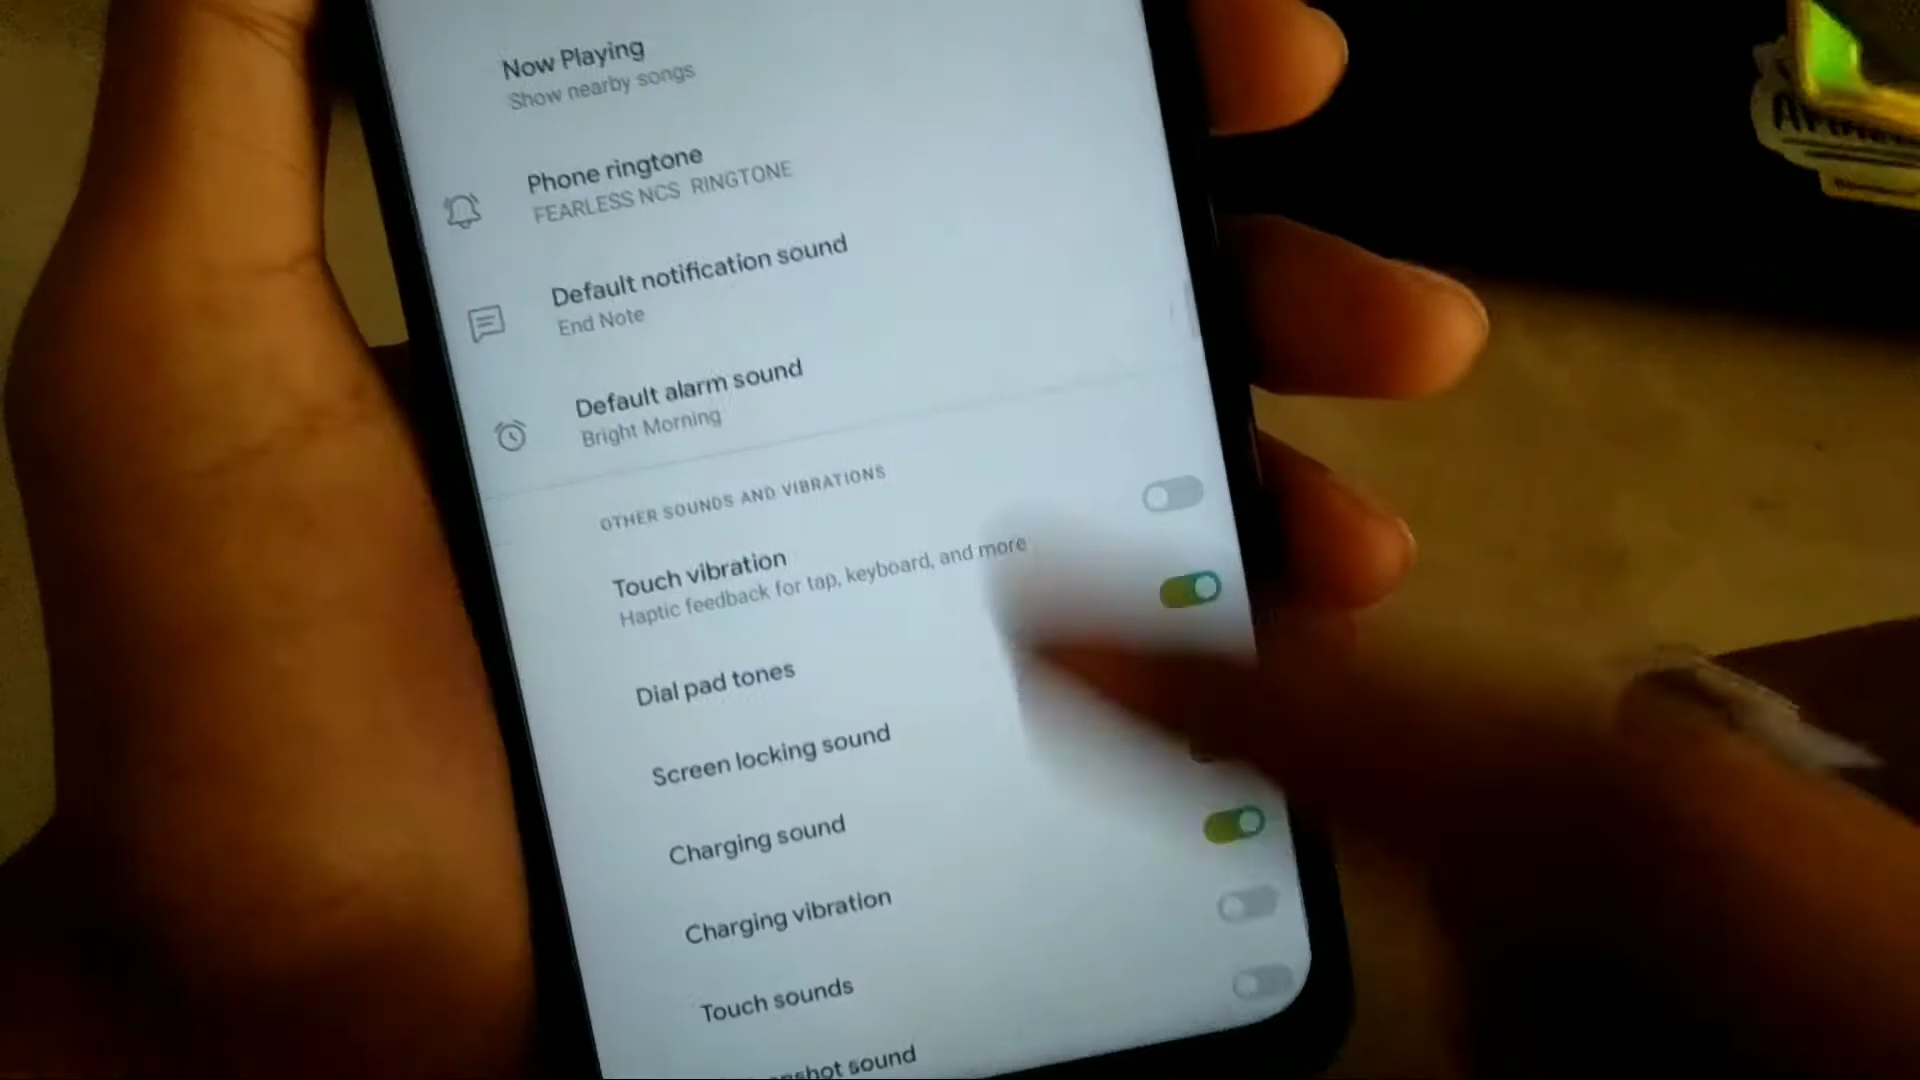 Now Playing
Show nearby songs
Phone ringtone
FEARLESS NCS RINGTONE
Default notification sound
End Note
Default alarm sound
Bright Morning
OTHER SOUNDS AND VIBRATIONS
Touch vibration
Haptic feedback for tap, keyboard, and more
Dial pad tones
Screen locking sound
Charging sound
Charging vibration
Touch sounds
shot sound